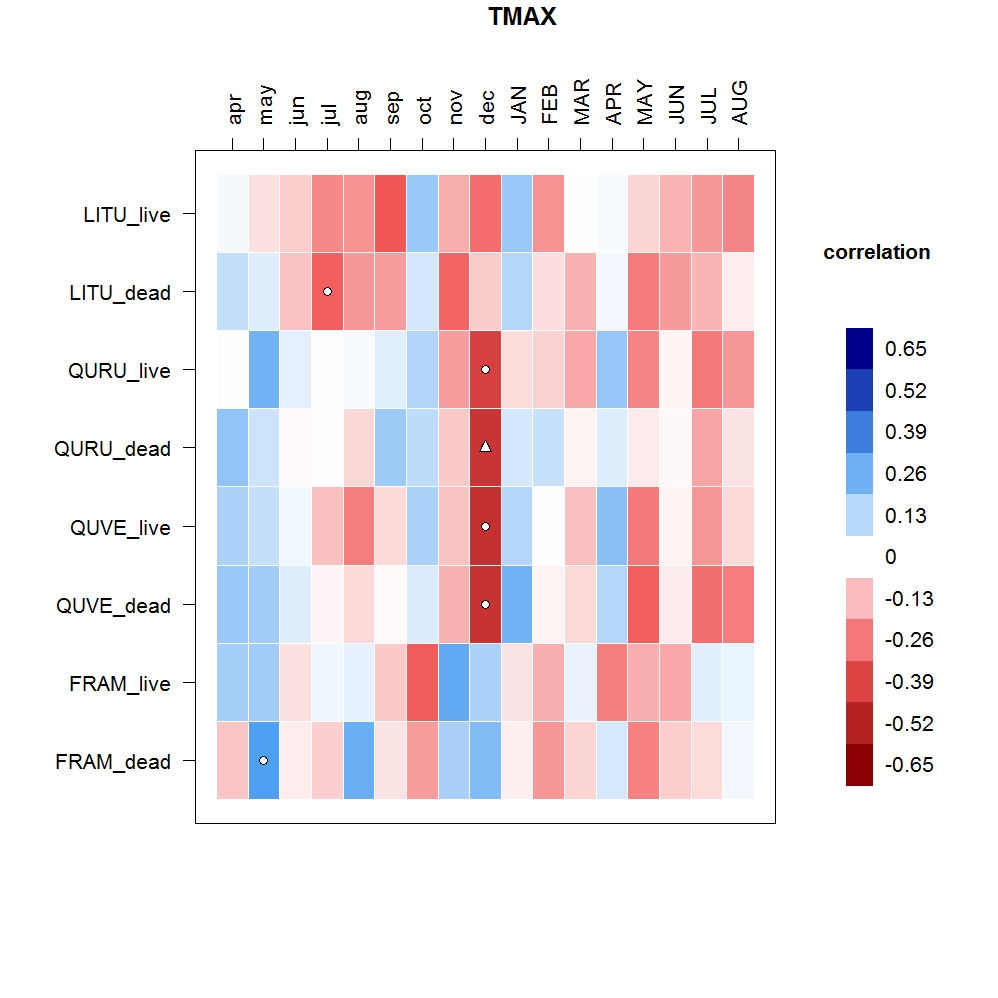 TMAX
apr may jun jul aug sep oct nov dec JAN FEB MAR APR MAY JUN JUL AUG
LITU_live
LITU_dead
QURU_live
QURU_dead
QUVE_live
QUVE_dead
FRAM_live
FRAM_dead
correlation
0.65
0.52
0.39
0.26
0.13
0
-0.13
-0.26
-0.39
-0.52
-0.65